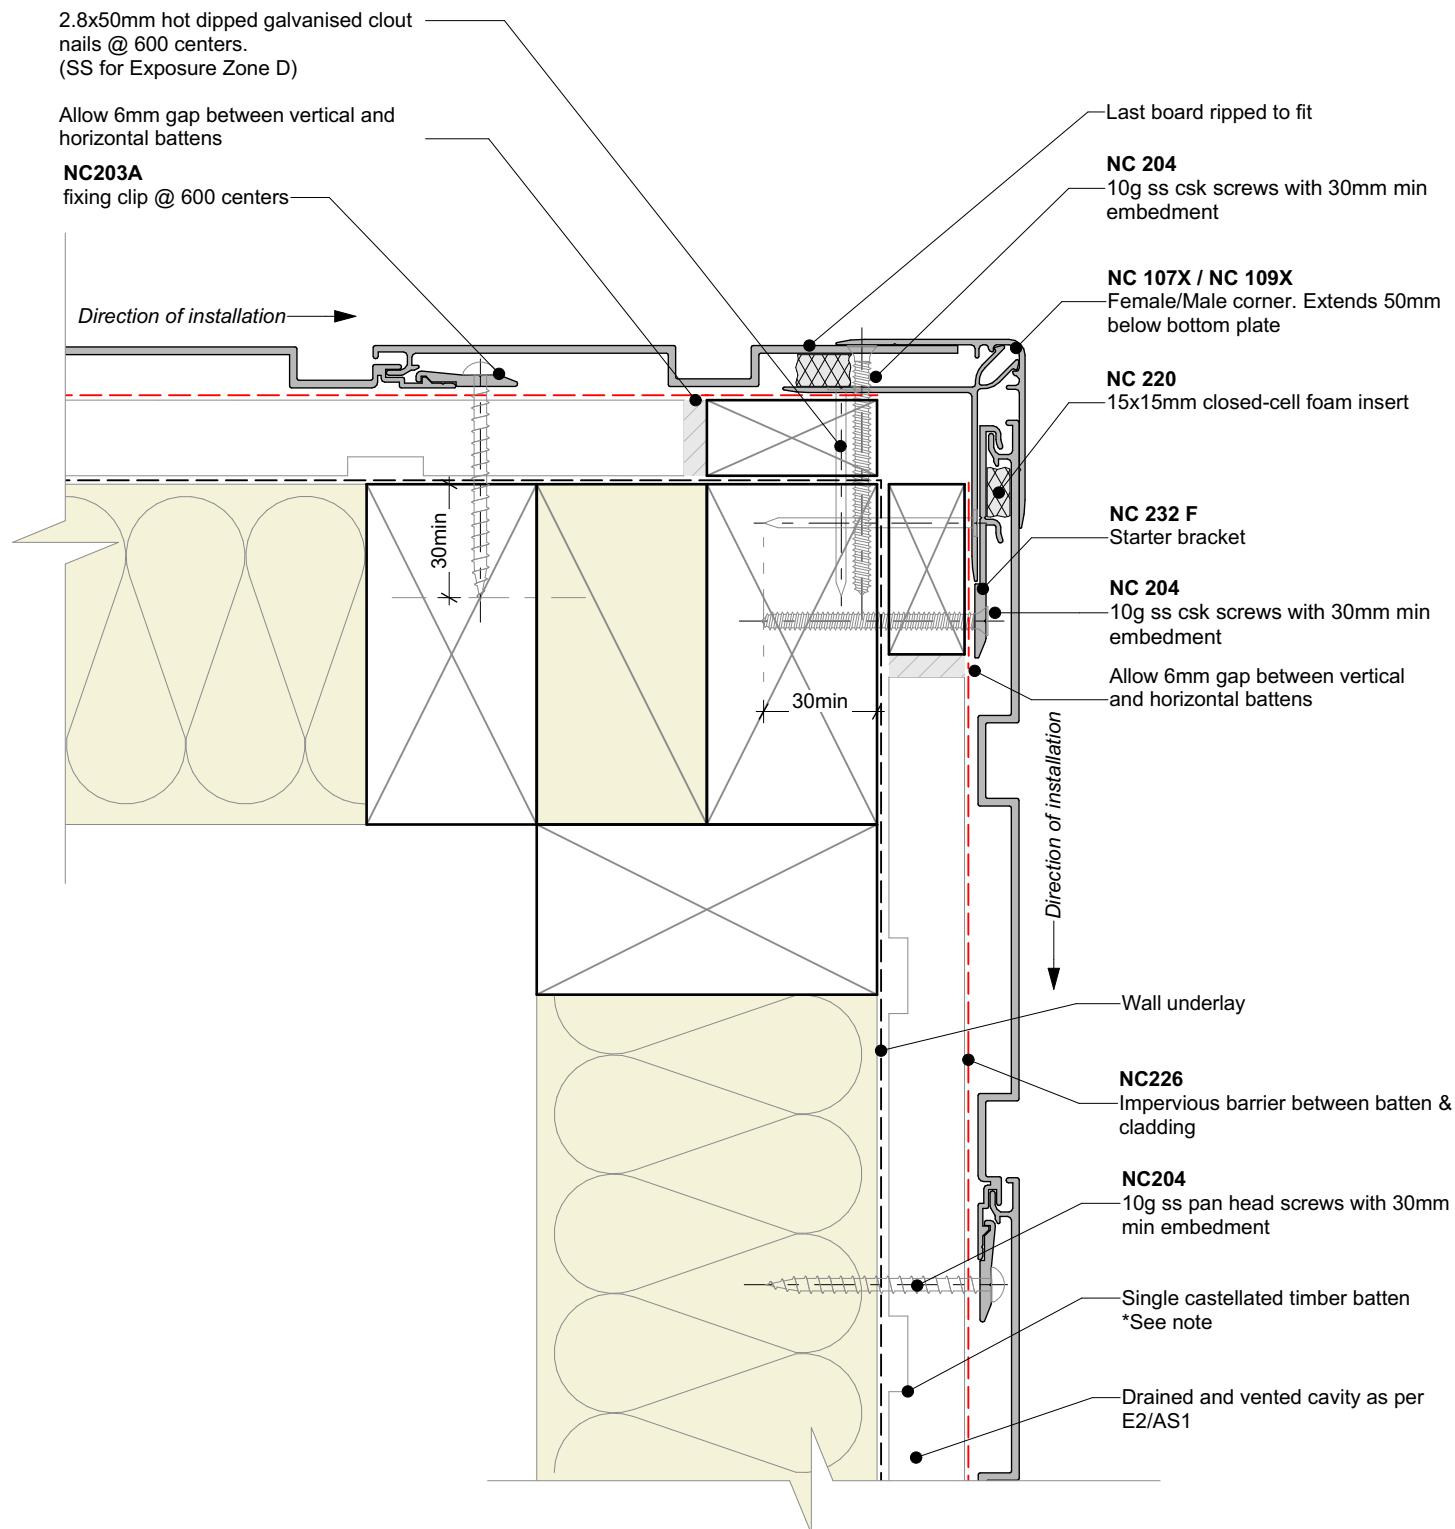 2.8x50mm hot dipped galvanised clout
nails @ 600 centers.
(SS for Exposure Zone D)
Allow 6mm gap between vertical and
horizontal battens
NC203A
fixing clip @ 600 centers
Direction of installation
Last board ripped to fit
NC 204
10g ss csk screws with 30mm min
embedment
NC 107X / NC 109X
Female/Male corner. Extends 50mm
below bottom plate
NC 220
15x15mm closed-cell foam insert
NC 232 F
Starter bracket
NC 204
10g ss csk screws with 30mm min
embedment
Allow 6mm gap between vertical
and horizontal battens
30min
30min
Direction of installation
Wall underlay
NC226
Impervious barrier between batten &
cladding
NC204
10g ss pan head screws with 30mm
min embedment
Single castellated timber batten
*See note
Drained and vented cavity as per
E2/AS1